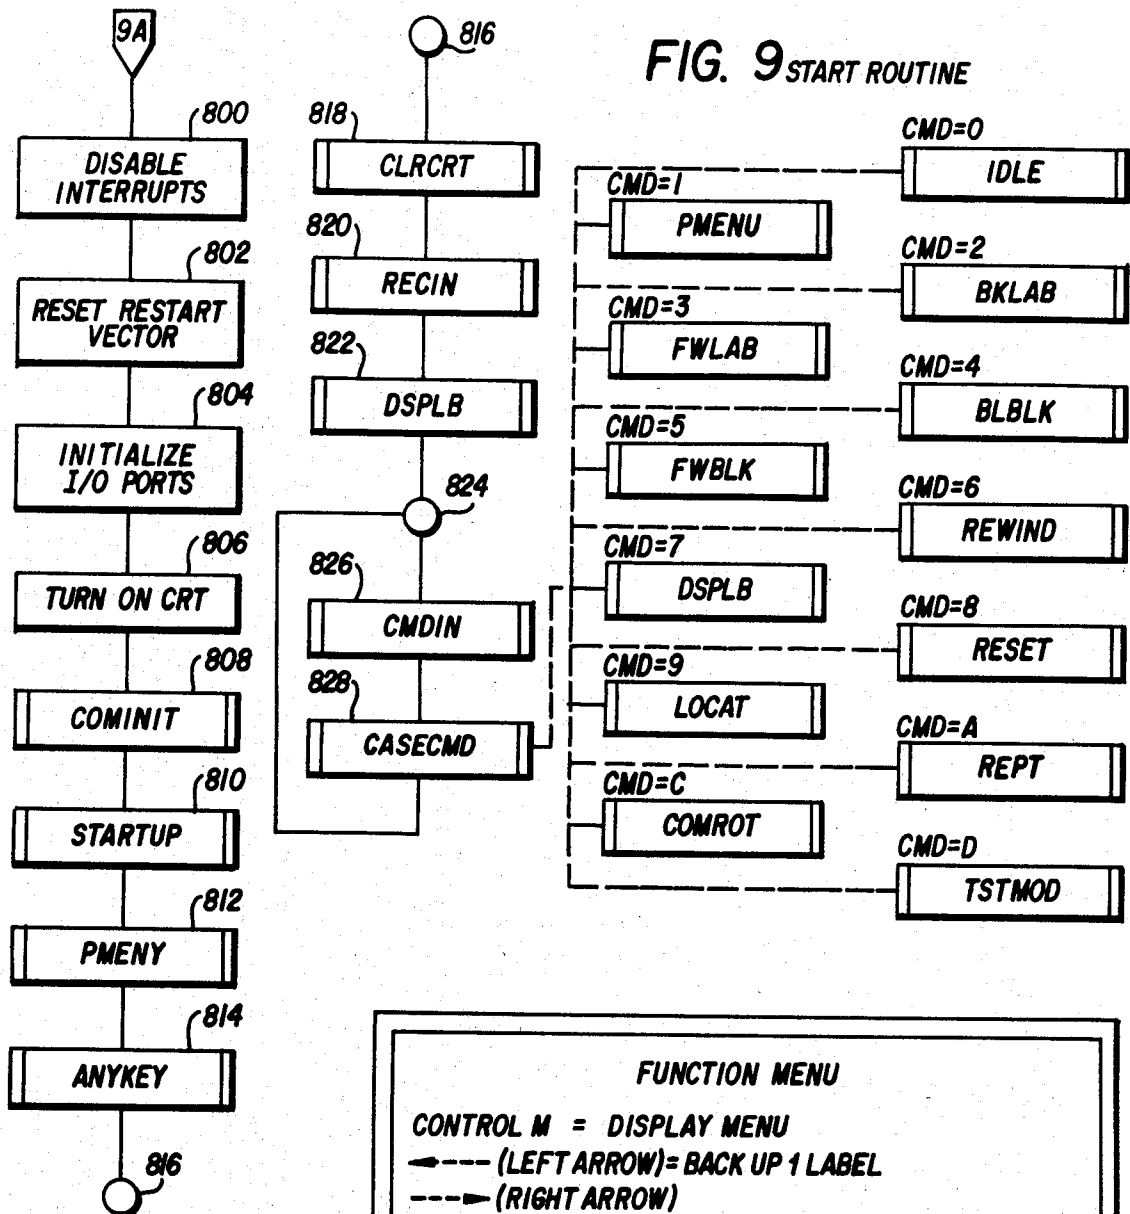 9A
800
DISABLE
INTERRUPTS
802
RESET RESTART
VECTOR
804
INITIALIZE
I/O PORTS
806
TURN ON CRT
808
COMINIT
810
STARTUP
812
PMENY
814
ANYKEY
816
816
818
CLRCRT
820
RECIN
822
DSPLB
824
826
CMDIN
828
CASECMD
FIG. 9 START ROUTINE
CMD=0
IDLE
CMD=1
PMENU
CMD=2
BKLAB
CMD=3
FWLAB
CMD=4
BLBLK
CMD=5
FWBLK
CMD=6
REWIND
CMD=7
DSPLB
CMD=8
RESET
CMD=9
LOCAT
CMD=A
REPT
CMD=C
COMROT
CMD=D
TSTMOD
FUNCTION MENU
CONTROL M = DISPLAY MENU
◄---- (LEFT ARROW)= BACK UP 1 LABEL
----► (RIGHT ARROW)